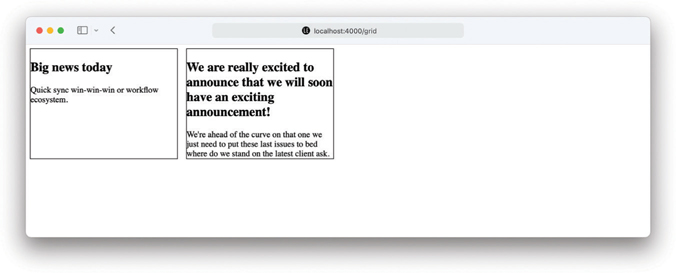 localhost:4000/grid
Big news today
Quick sync win-win-win or workflow
ecosystem.
We are really excited to
announce that we will soon
have an exciting
announcement!
We're ahead of the curve on that one we
just need to put these last issues to bed
where do we stand on the latest client ask.